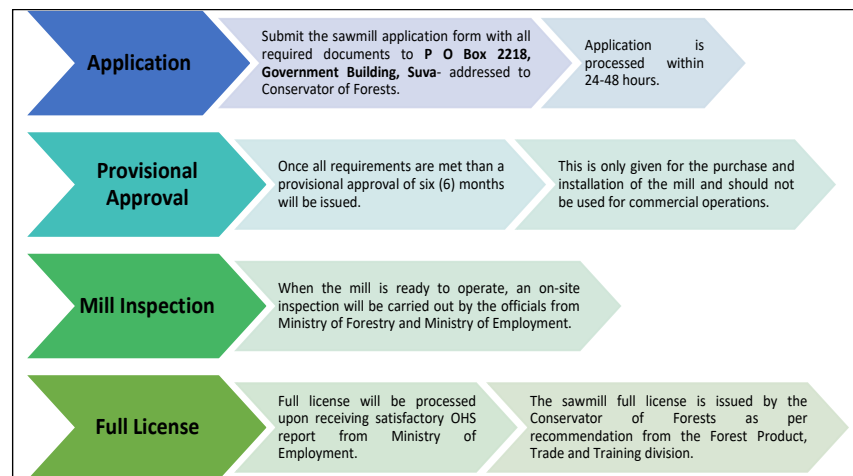 Application
Submit the sawmill application form with all
required documents to P O Box 2218,
Government Building, Suva- addressed to
Conservator of Forests.
Application is
processed within
24-48 hours.
Provisional
Approval
Once all requirements are met than a
provisional approval of six (6) months
will be issued.
This is only given for the purchase and
installation of the mill and should not
be used for commercial operations.
Mill Inspection
When the mill is ready to operate, an on-site
inspection will be carried out by the officials from
Ministry of Forestry and Ministry of Employment.
Full License
Full license will be processed
upon receiving satisfactory OHS
report from Ministry of
Employment.
The sawmill full license is issued by the
Conservator of Forests as per
recommendation from the Forest Product,
Trade and Training division.